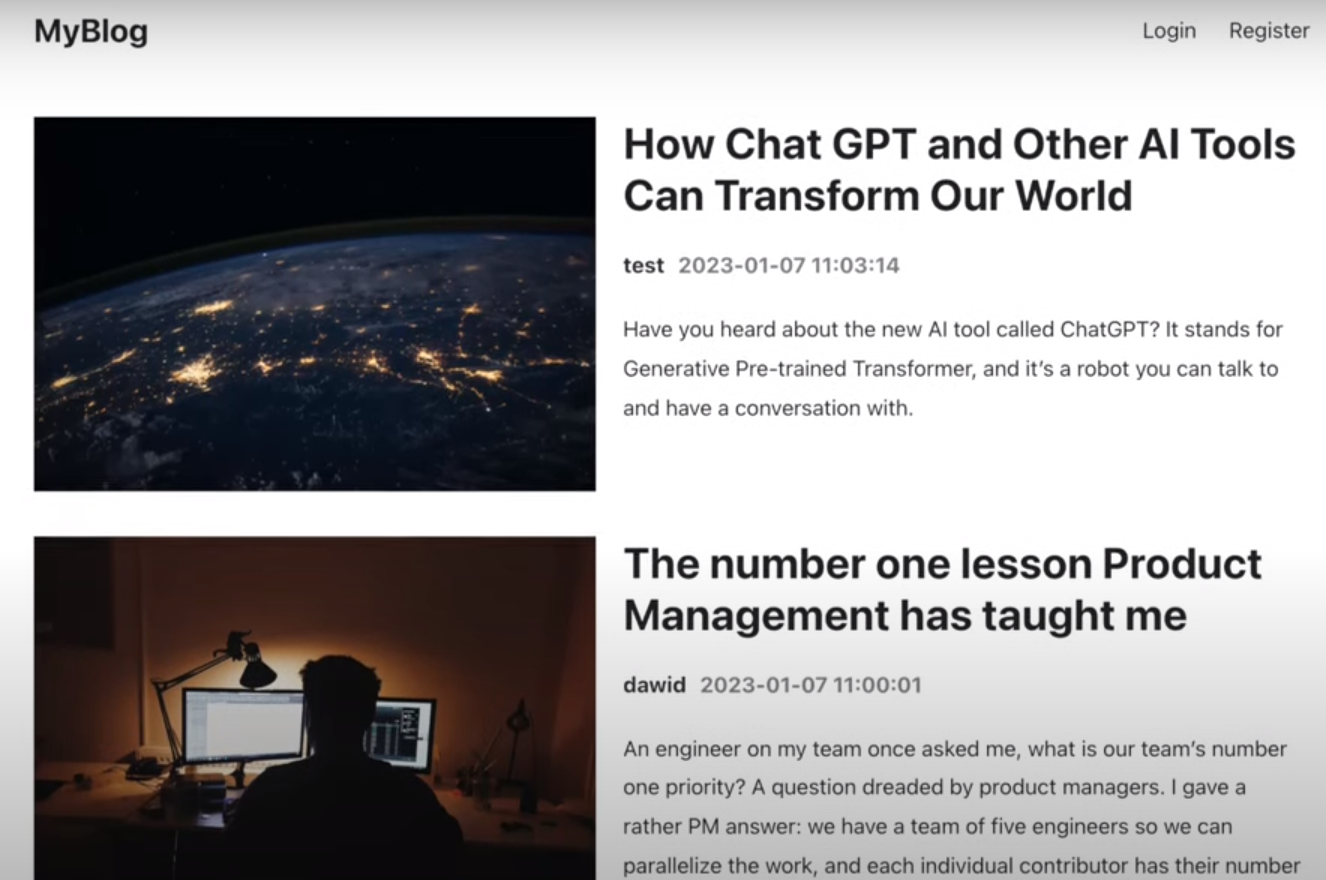 MyBlog
Login Register
How Chat GPT and Other AI Tools
Can Transform Our World
test 2023-01-07 11:03:14
Have you heard about the new AI tool called ChatGPT? It stands for
Generative Pre-trained Transformer, and it’s a robot you can talk to
and have a conversation with.
The number one lesson Product
Management has taught me
dawid 2023-01-07 11:00:01
An engineer on my team once asked me, what is our team’s number
one priority? A question dreaded by product managers. I gave a
rather PM answer: we have a team of five engineers so we can
parallelize the work, and each individual contributor has their number